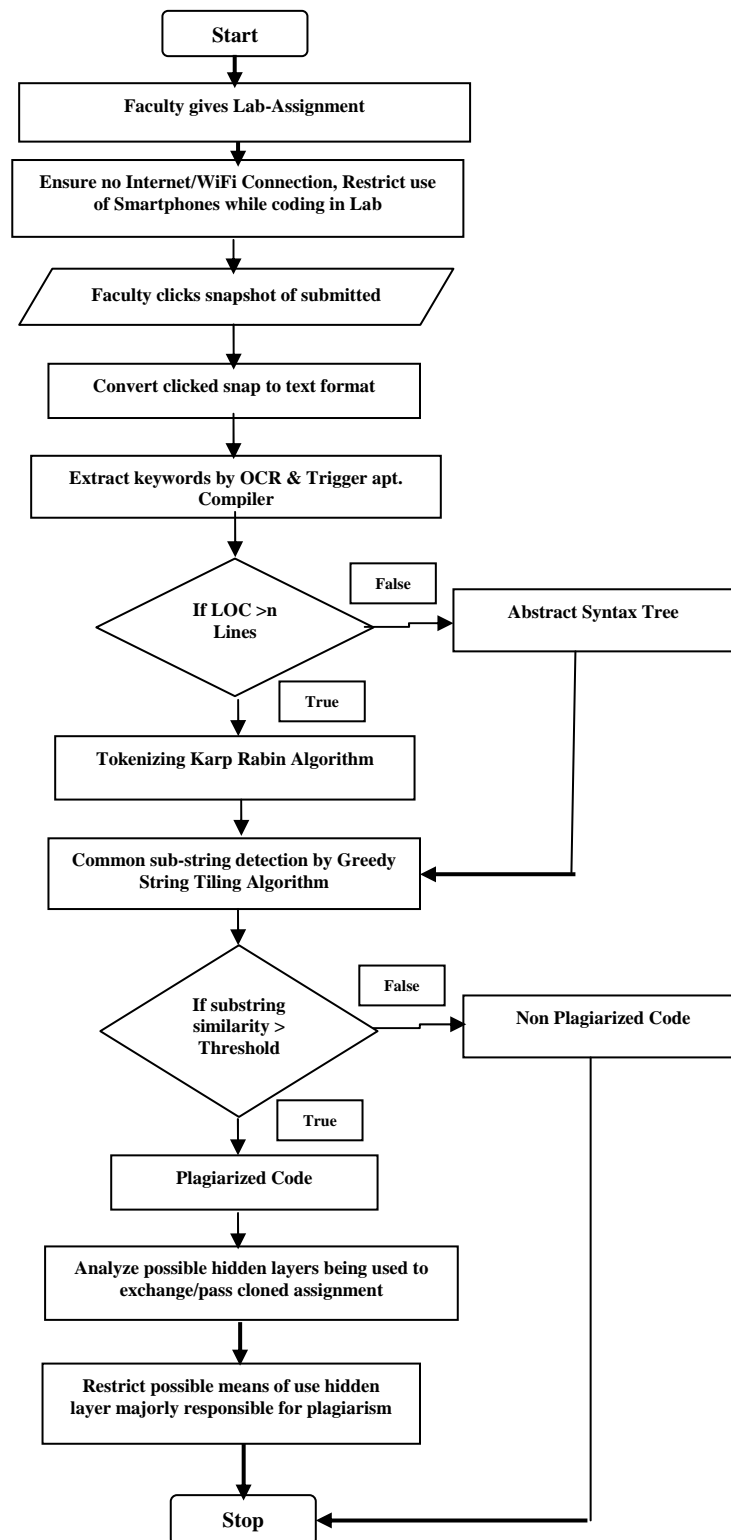 Start
Faculty gives Lab-Assignment
Ensure no Internet/WiFi Connection, Restrict use
of Smartphones while coding in Lab
Faculty clicks snapshot of submitted
Convert clicked snap to text format
Extract keywords by OCR & Trigger apt.
Compiler
If LOC >n
Lines
False
Abstract Syntax Tree
True
Tokenizing Karp Rabin Algorithm
Common sub-string detection by Greedy
String Tiling Algorithm
If substring
similarity >
Threshold
False
Non Plagiarized Code
True
Plagiarized Code
Analyze possible hidden layers being used to
exchange/pass cloned assignment
Restrict possible means of use hidden
layer majorly responsible for plagiarism
Stop